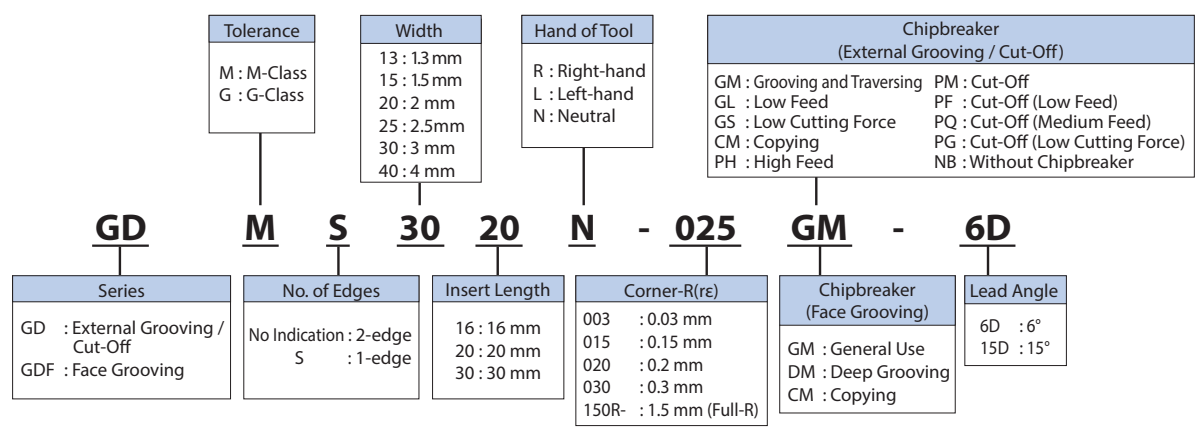 Tolerance
M : M-Class
G : G-Class
Width
13 : 1.3 mm
15 : 1.5 mm
20 : 2 mm
25 : 2.5mm
30 : 3 mm
40 : 4 mm
Hand of Tool
R : Right-hand
L : Left-hand
N : Neutral
Chipbreaker
(External Grooving / Cut-Off)
GM : Grooving and Traversing
GL : Low Feed
GS : Low Cutting Force
CM : Copying
PH : High Feed
PM : Cut-Off
PF : Cut-Off (Low Feed)
PQ : Cut-Off (Medium Feed)
PG : Cut-Off (Low Cutting Force)
NB : Without Chipbreaker
GD M S 30 20 N - 025 GM - 6D
Series
GD : External Grooving /
Cut-Off
GDF : Face Grooving
No. of Edges
No Indication : 2-edge
S : 1-edge
Insert Length
16 : 16 mm
20 : 20 mm
30 : 30 mm
Corner-R(rε)
003 : 0.03 mm
015 : 0.15 mm
020 : 0.2 mm
030 : 0.3 mm
150R- : 1.5 mm (Full-R)
Chipbreaker
(Face Grooving)
GM : General Use
DM : Deep Grooving
CM : Copying
Lead Angle
6D : 6°
15D : 15°